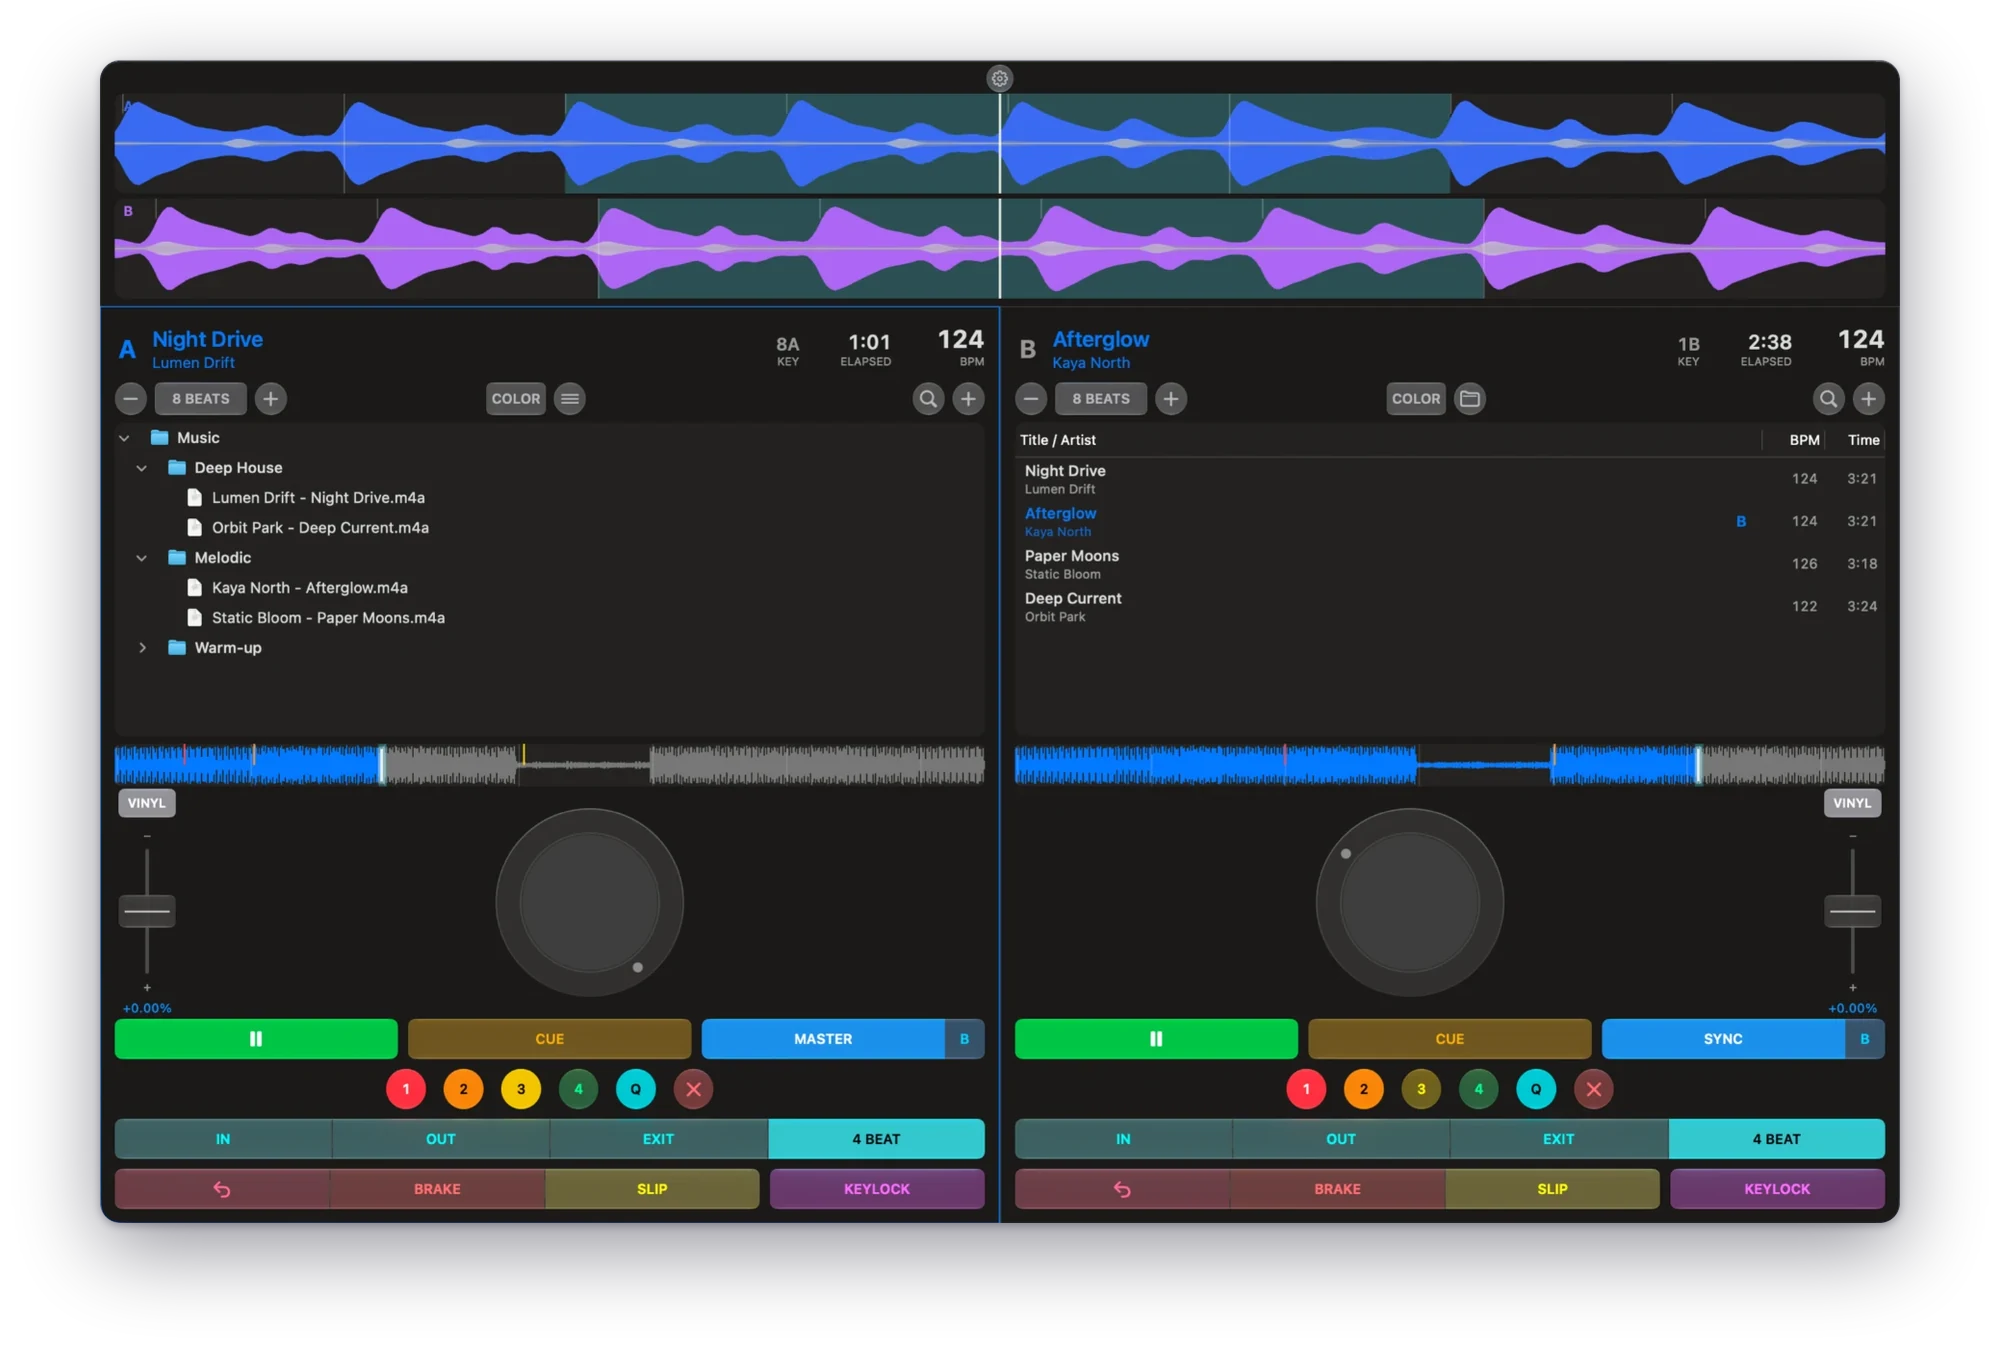 A
B
A
Night Drive
Lumen Drift
8A
KEY
1:01
ELAPSED
124
BPM
8 BEATS
COLOR
Music
Deep House
Lumen Drift - Night Drive.m4a
Orbit Park - Deep Current.m4a
Melodic
Kaya North - Afterglow.m4a
Static Bloom - Paper Moons.m4a
Warm-up
VINYL
−
+
+0.00%
CUE
MASTER B
1 2 3 4 Q
IN OUT EXIT 4 BEAT
BRAKE SLIP KEYLOCK
B
Afterglow
Kaya North
1B
KEY
2:38
ELAPSED
124
BPM
8 BEATS
COLOR
Title / Artist BPM Time
Night Drive
Lumen Drift
124 3:21
Afterglow
Kaya North
B 124 3:21
Paper Moons
Static Bloom
126 3:18
Deep Current
Orbit Park
122 3:24
VINYL
−
+
+0.00%
CUE
SYNC B
1 2 3 4 Q
IN OUT EXIT 4 BEAT
BRAKE SLIP KEYLOCK